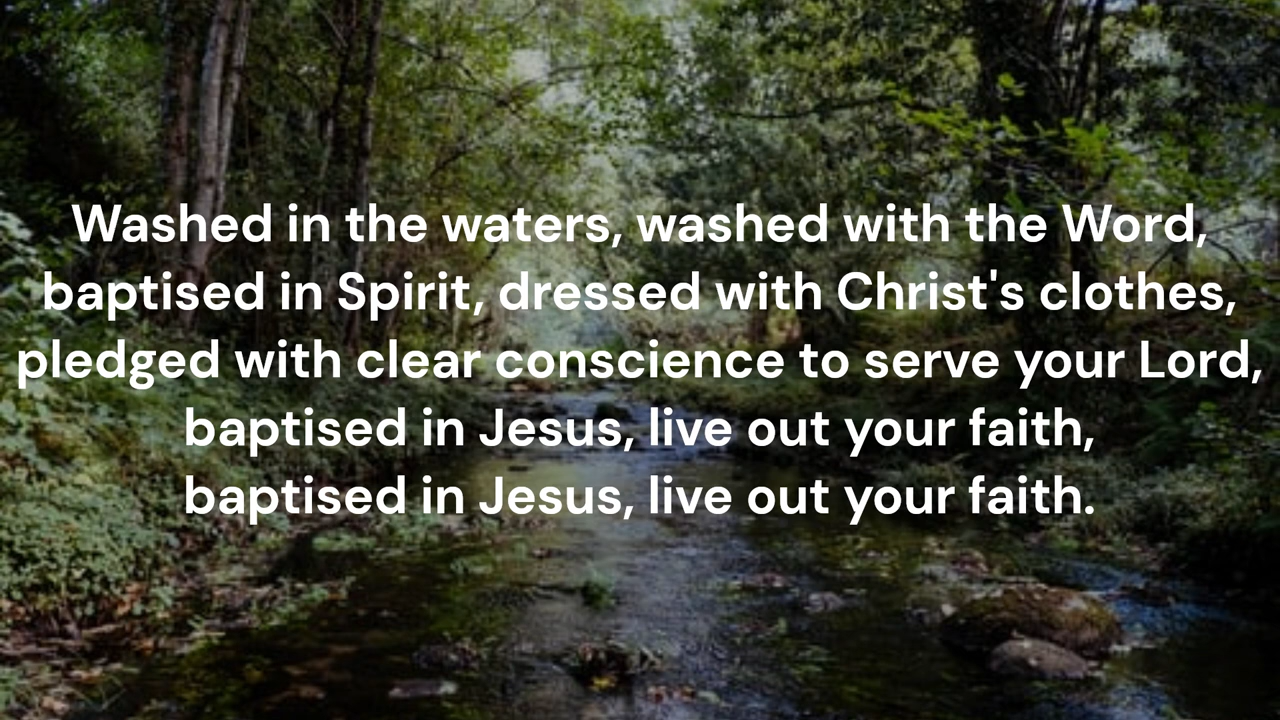 Washed in the waters, washed with the Word,
baptised in Spirit, dressed with Christ's clothes,
pledged with clear conscience to serve your Lord,
baptised in Jesus, live out your faith,
baptised in Jesus, live out your faith.